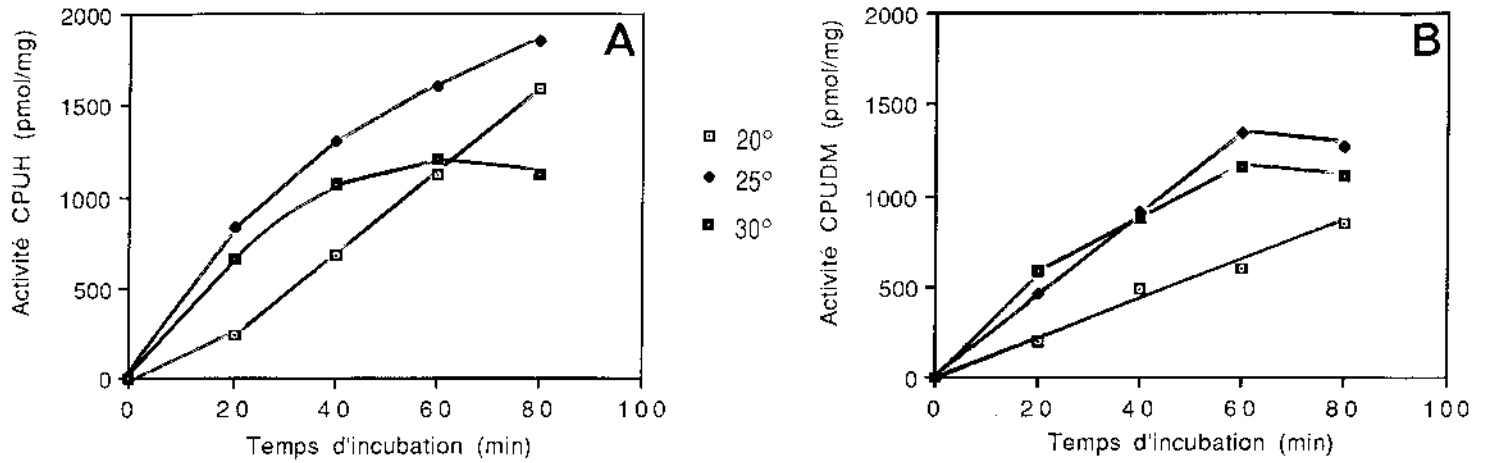 A
Activité CPUH (pmol/mg)
2000
1500
1000
500
0
0 20 40 60 80 100
Temps d'incubation (min)
20°
25°
30°
B
Activité CPUDM (pmol/mg)
2000
1500
1000
500
0
0 20 40 60 80 100
Temps d'incubation (min)